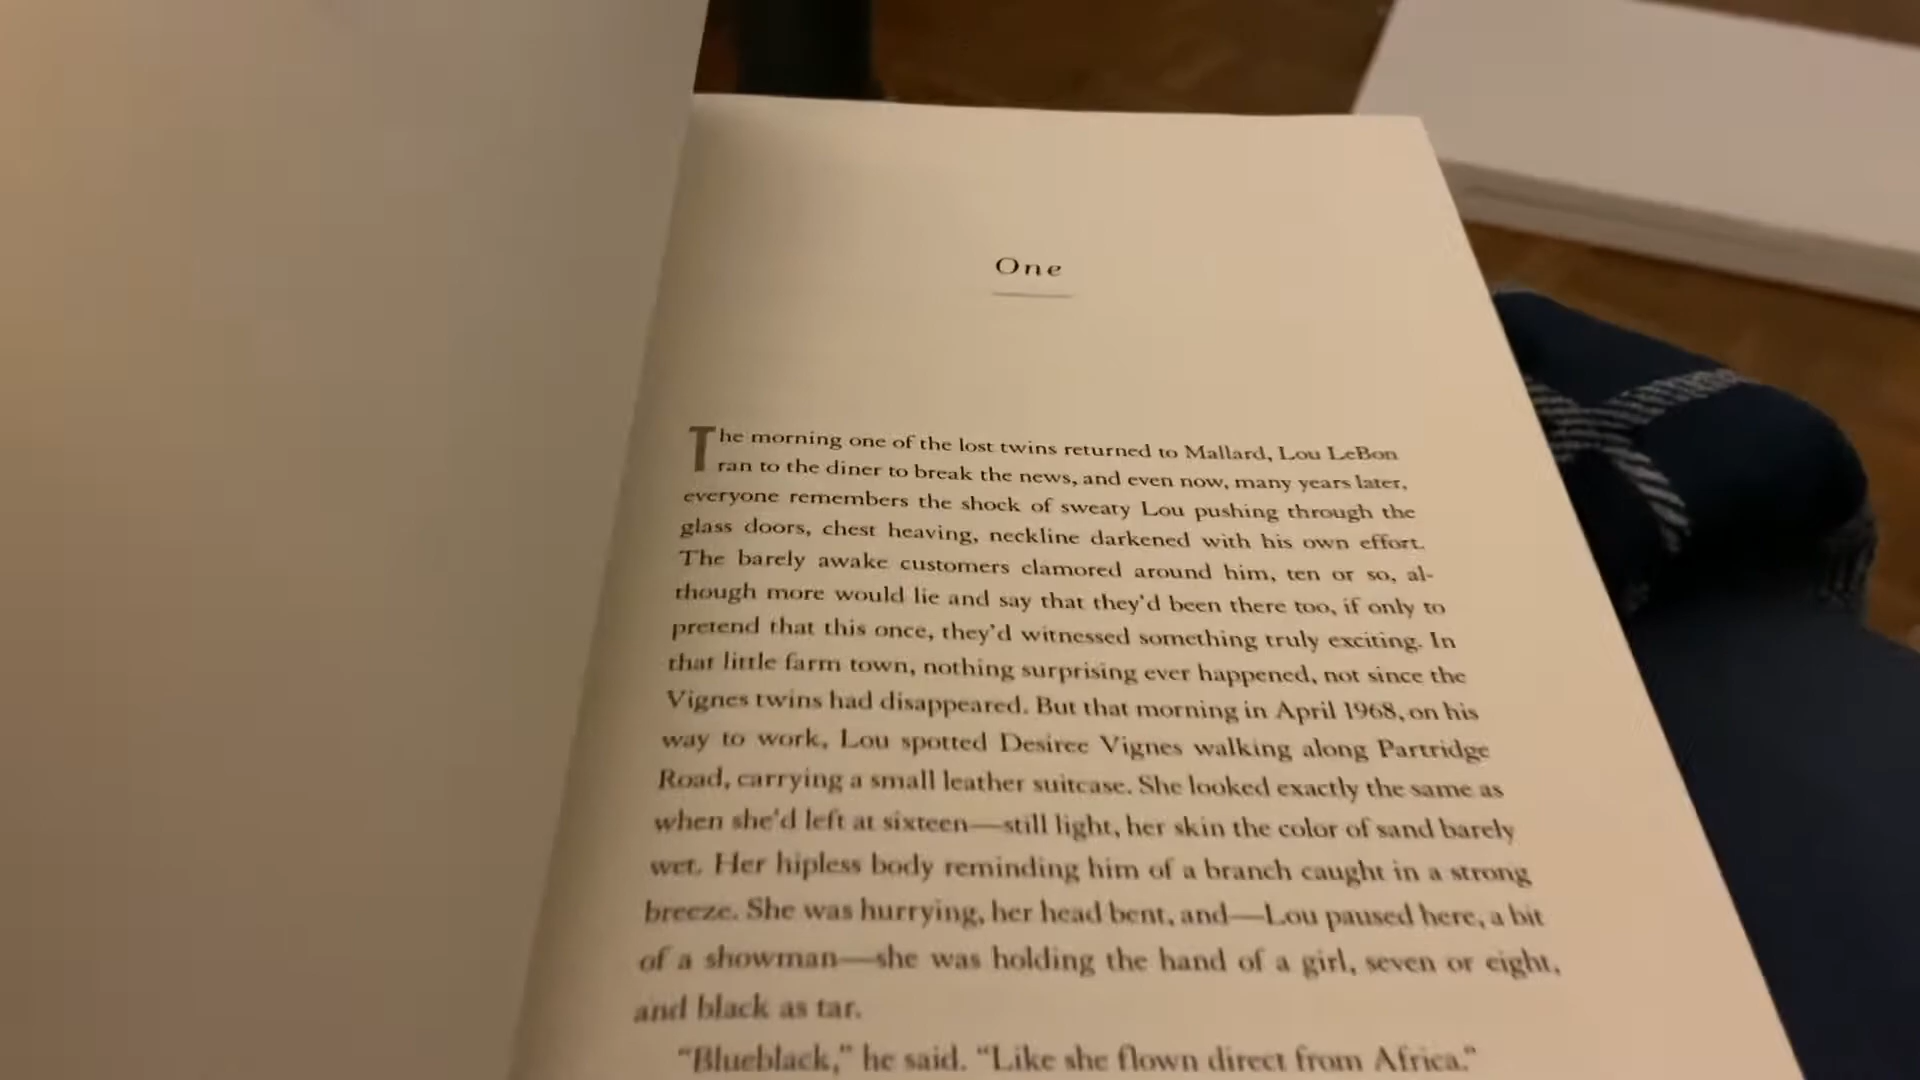 One
The morning one of the lost twins returned to Mallard, Lou LeBon
ran to the diner to break the news, and even now, many years later,
everyone remembers the shock of sweaty Lou pushing through the
glass doors, chest heaving, neckline darkened with his own effort.
The barely awake customers clamored around him, ten or so, al-
though more would lie and say that they'd been there too, if only to
pretend that this once, they'd witnessed something truly exciting. In
that little farm town, nothing surprising ever happened, not since the
Vignes twins had disappeared. But that morning in April 1968, on his
way to work, Lou spotted Desiree Vignes walking along Partridge
Road, carrying a small leather suitcase. She looked exactly the same as
when she'd left at sixteen—still light, her skin the color of sand barely
wet. Her hipless body reminding him of a branch caught in a strong
breeze. She was hurrying, her head bent, and—Lou paused here, a bit
of a showman—she was holding the hand of a girl, seven or eight,
and black as tar.
"Blueblack," he said. "Like she flown direct from Africa."